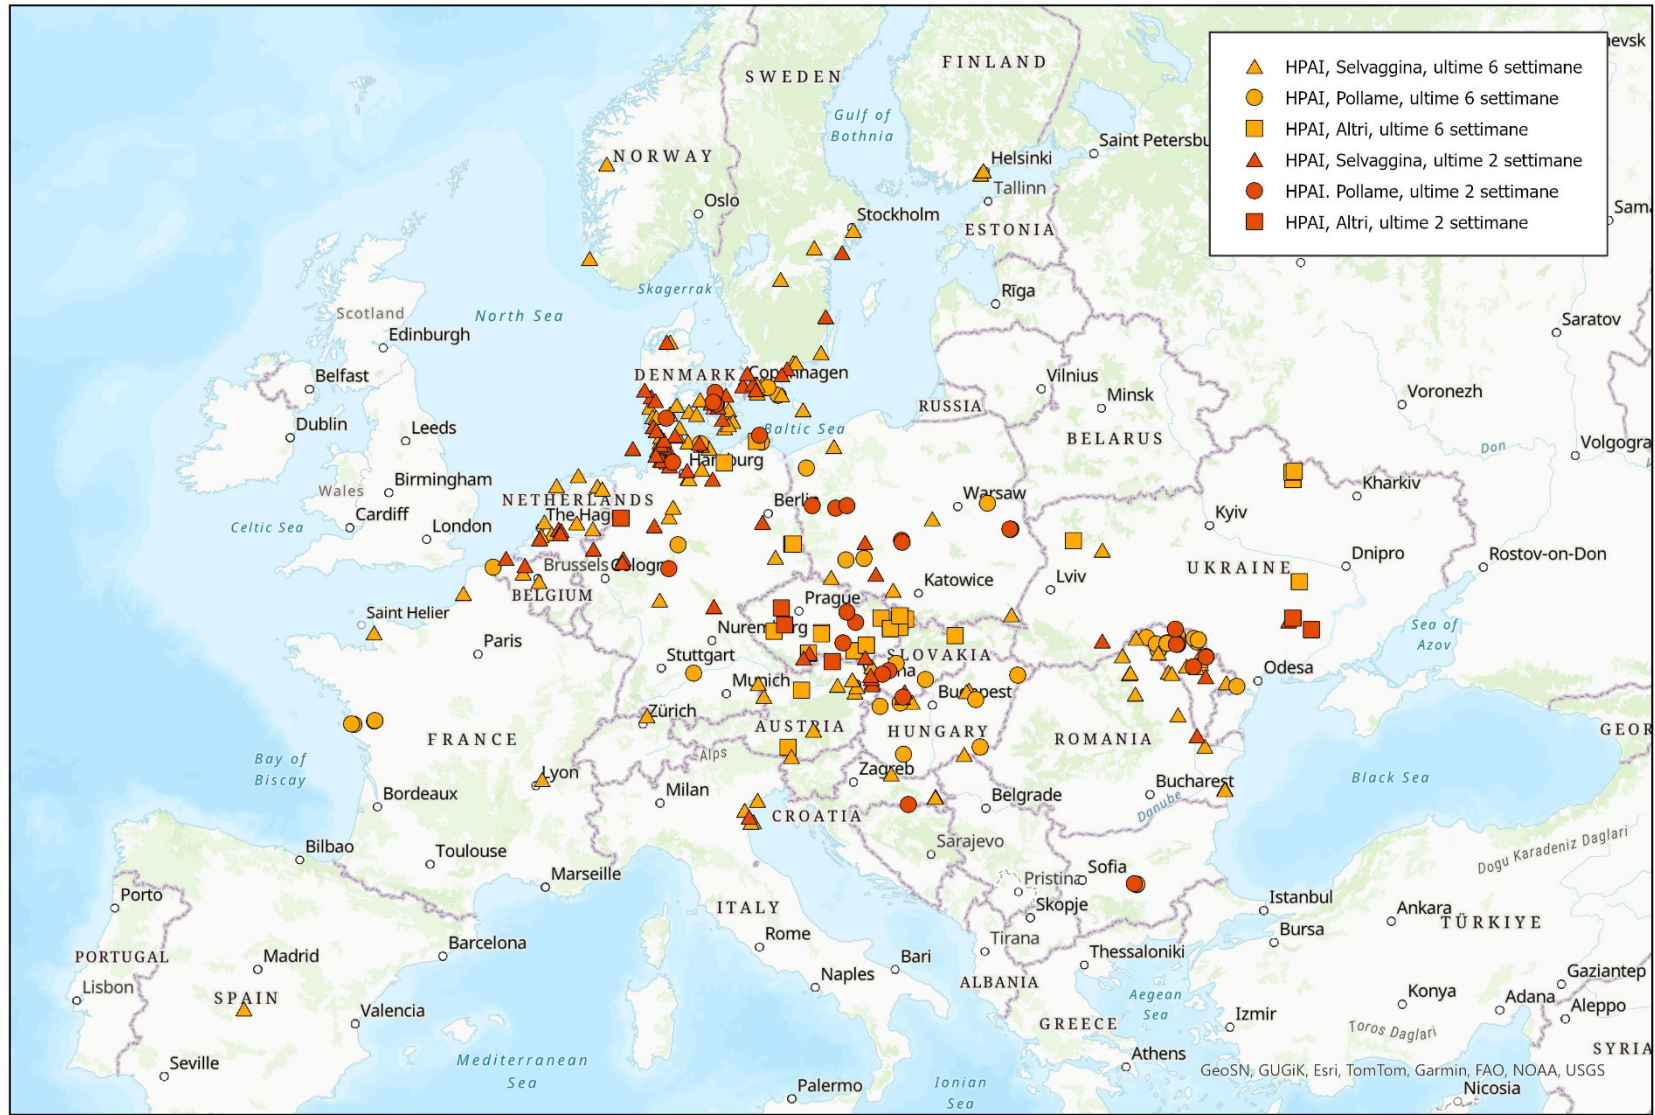 HPAI, Selvaggina, ultime 6 settimane
HPAI, Pollame, ultime 6 settimane
HPAI, Altri, ultime 6 settimane
HPAI, Selvaggina, ultime 2 settimane
HPAI. Pollame, ultime 2 settimane
HPAI, Altri, ultime 2 settimane
SWEDEN
FINLAND
Gulf of
Bothnia
NORWAY
Helsinki
Saint Petersbu
Tallinn
Oslo
Stockholm
ESTONIA
Skagerrak
Rīga
Scotland
North Sea
Edinburgh
Saratov
Belfast
DENMARK
Vilnius
Minsk
Voronezh
RUSSIA
Dublin
Leeds
Baltic Sea
BELARUS
Don
Volgogra
Birmingham
Wales
NETHERLANDS
Berlin
Warsaw
Kharkiv
Celtic Sea
Cardiff
London
The Hag
Kyiv
Dnipro
Rostov-on-Don
Brussels
BELGIUM
Katowice
Lviv
UKRAINE
Saint Helier
Prague
Paris
Nuremberg
Stuttgart
SLOVAKIA
Sea of
Azov
Odesa
Munich
Budapest
Zürich
AUSTRIA
HUNGARY
ROMANIA
GEOR
FRANCE
Alps
Bay of
Biscay
Lyon
Zagreb
Bucharest
Black Sea
Bordeaux
Milan
Belgrade
Danube
CROATIA
Bilbao
Toulouse
Sarajevo
Dogu Karadeniz Daglari
Marseille
Sofia
Porto
Pristina
Istanbul
ITALY
Skopje
Ankara
TÜRKIYE
Madrid
Barcelona
Rome
Tirana
Bursa
PORTUGAL
Bari
Thessaloniki
Lisbon
Naples
ALBANIA
Gaziantep
SPAIN
Valencia
Aegean
Sea
Konya
Adana
Aleppo
GREECE
Izmir
Toros Daglari
Seville
Mediterranean
Sea
Athens
SYRIA
Palermo
Ionian
Sea
GeoSN, GUGiK, Esri, TomTom, Garmin, FAO, NOAA, USGS
Nicosia